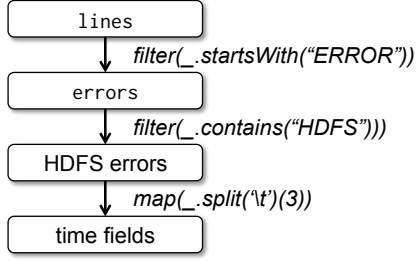 lines
filter(_.startsWith(“ERROR”))
errors
filter(_.contains(“HDFS”)))
HDFS errors
map(_.split(‘\t’)(3))
time fields